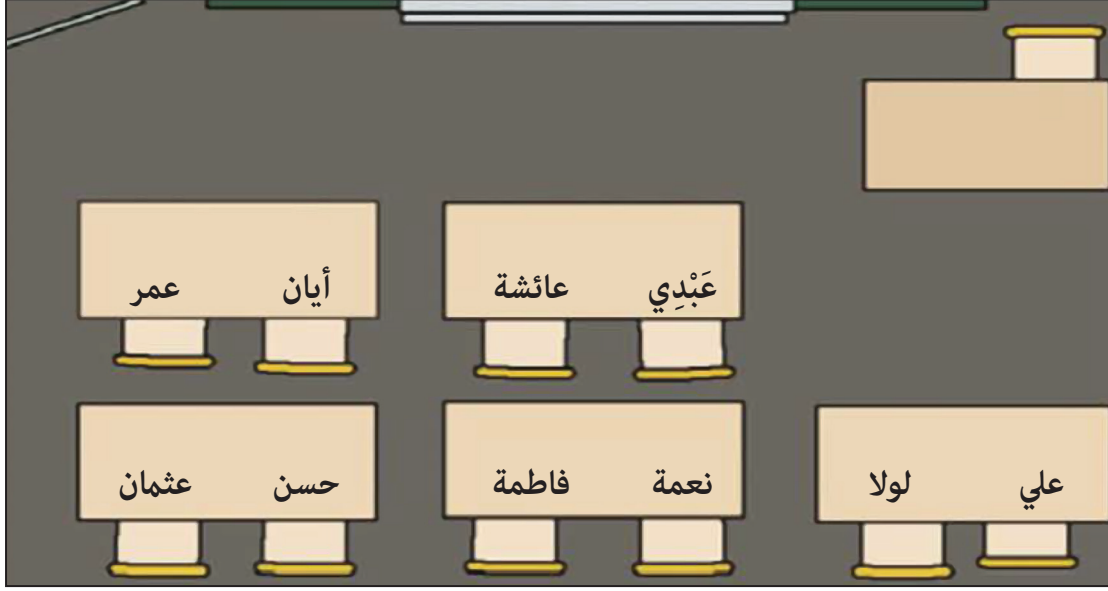 عَبْدِي عائشة أيان عمر
علي لولا نعمة فاطمة حسن عثمان